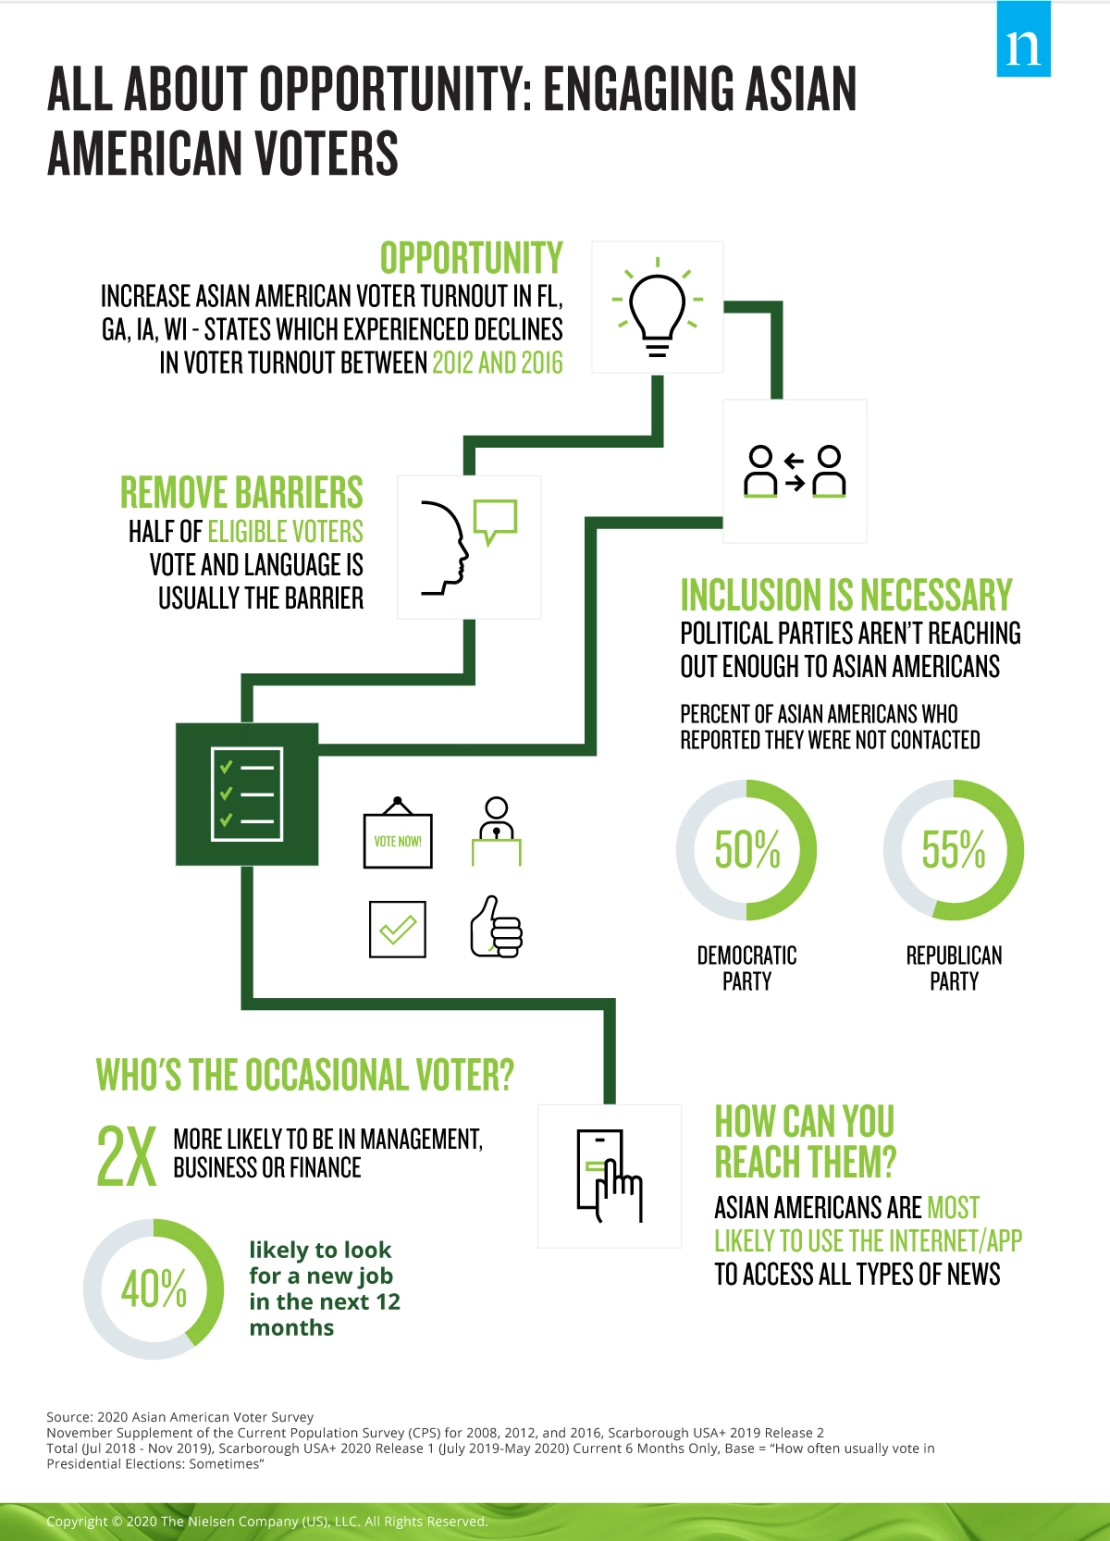 n
ALL ABOUT OPPORTUNITY: ENGAGING ASIAN
AMERICAN VOTERS
OPPORTUNITY
INCREASE ASIAN AMERICAN VOTER TURNOUT IN FL,
GA, IA, WI - STATES WHICH EXPERIENCED DECLINES
IN VOTER TURNOUT BETWEEN 2012 AND 2016
REMOVE BARRIERS
HALF OF ELIGIBLE VOTERS
VOTE AND LANGUAGE IS
USUALLY THE BARRIER
INCLUSION IS NECESSARY
POLITICAL PARTIES AREN'T REACHING
OUT ENOUGH TO ASIAN AMERICANS
PERCENT OF ASIAN AMERICANS WHO
REPORTED THEY WERE NOT CONTACTED
50%
DEMOCRATIC
PARTY
55%
REPUBLICAN
PARTY
VOTE NOW!
WHO'S THE OCCASIONAL VOTER?
2X
MORE LIKELY TO BE IN MANAGEMENT,
BUSINESS OR FINANCE
40%
likely to look
for a new job
in the next 12
months
HOW CAN YOU
REACH THEM?
ASIAN AMERICANS ARE MOST
LIKELY TO USE THE INTERNET/APP
TO ACCESS ALL TYPES OF NEWS
Source: 2020 Asian American Voter Survey
November Supplement of the Current Population Survey (CPS) for 2008, 2012, and 2016, Scarborough USA+ 2019 Release 2
Total (Jul 2018 - Nov 2019), Scarborough USA+ 2020 Release 1 (July 2019-May 2020) Current 6 Months Only, Base = "How often usually vote in
Presidential Elections: Sometimes"
Copyright © 2020 The Nielsen Company (US), LLC. All Rights Reserved.